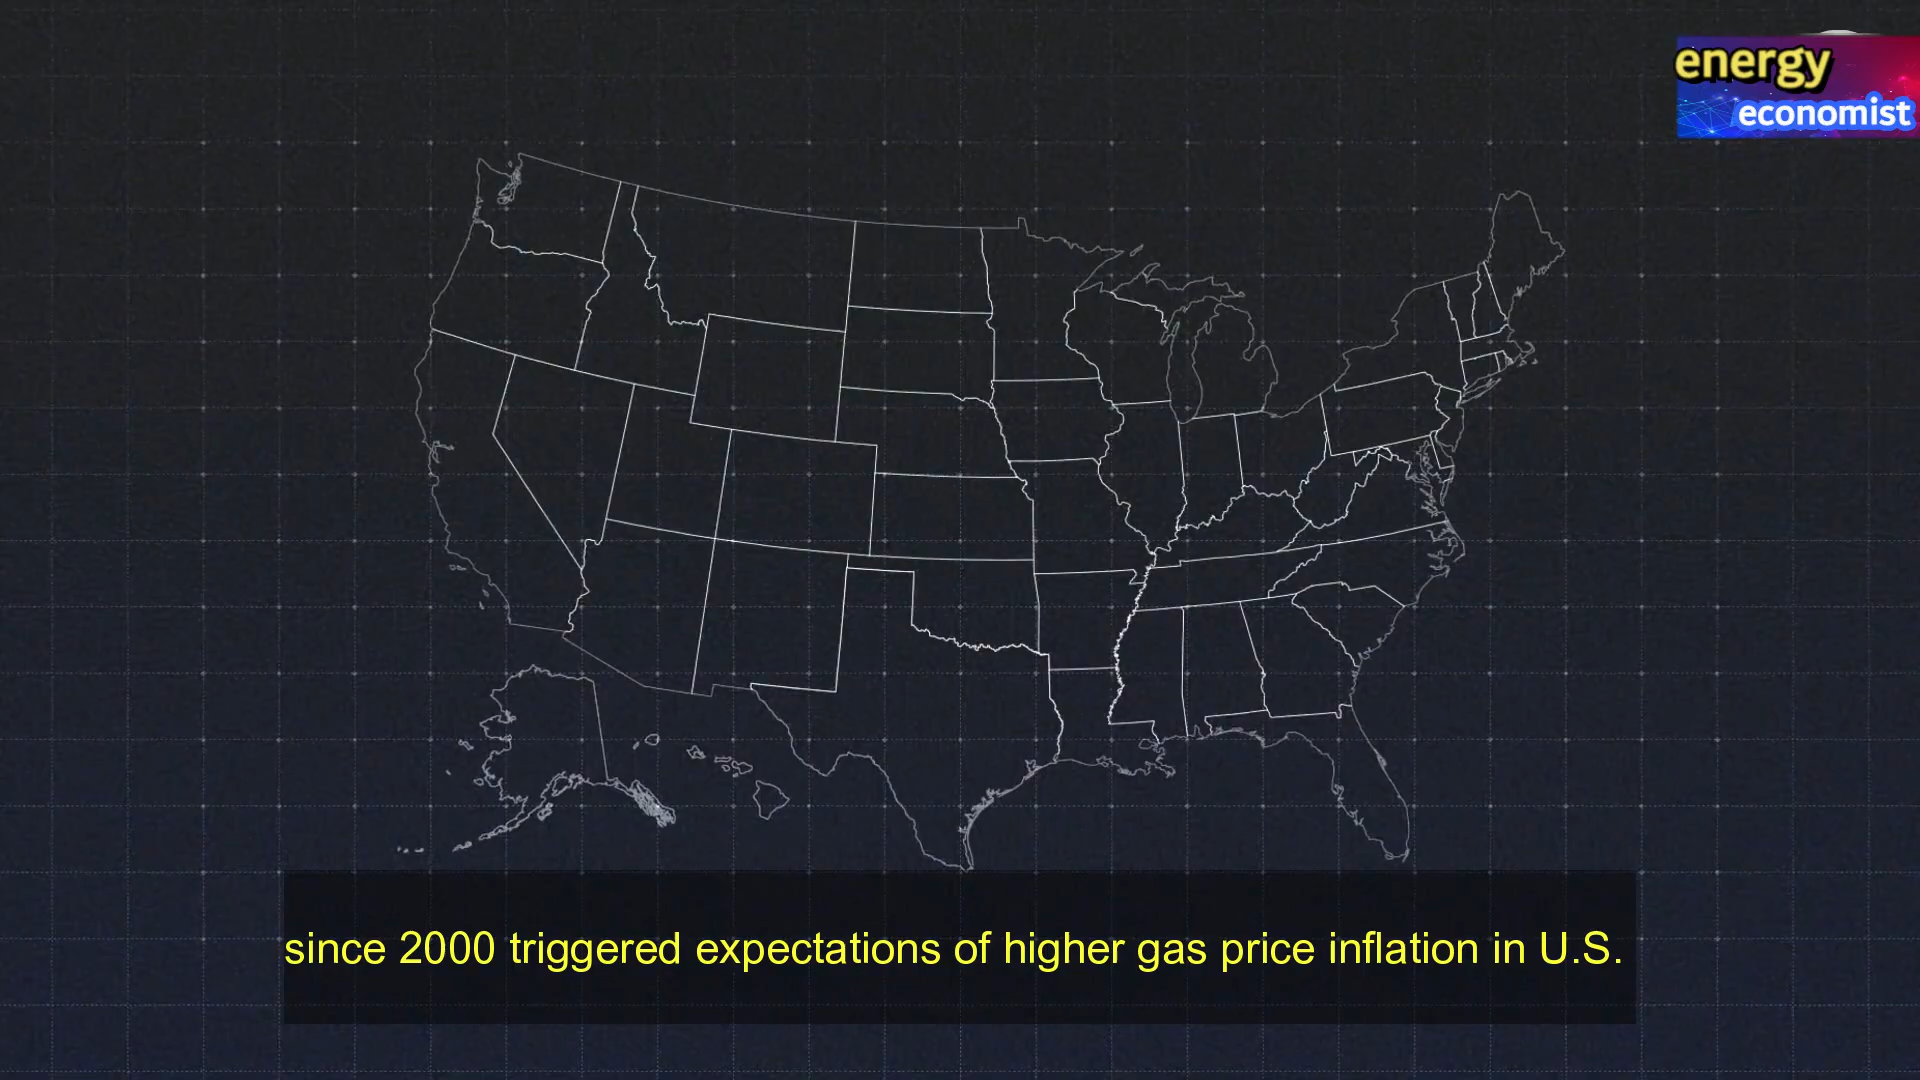 energy
economist
since 2000 triggered expectations of higher gas price inflation in U.S.